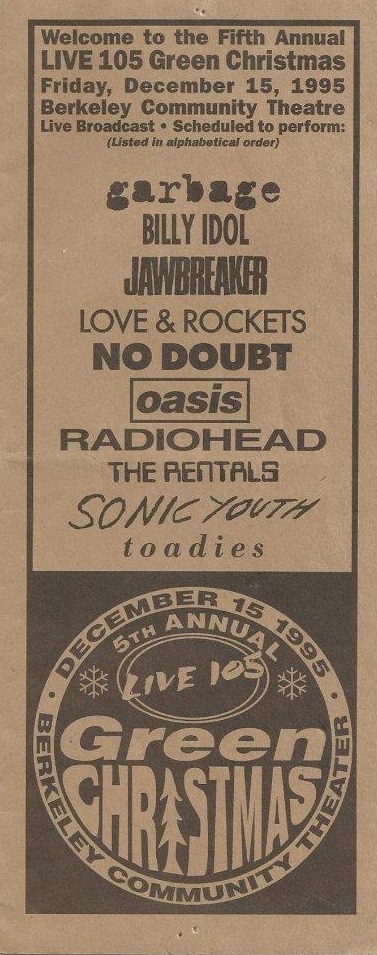 Welcome to the Fifth Annual
LIVE 105 Green Christmas
Friday, December 15, 1995
Berkeley Community Theatre
Live Broadcast • Scheduled to perform:
(Listed in alphabetical order)
garbage
BILLY IDOL
JAWBREAKER
LOVE & ROCKETS
NO DOUBT
oasis
RADIOHEAD
THE RENTALS
SONIC YOUTH
toadies
DECEMBER 15 1995
5TH ANNUAL
LIVE 105
Green
CHRISTMAS
BERKELEY COMMUNITY THEATER